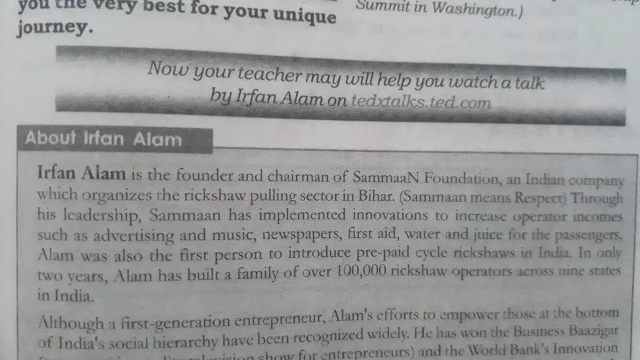 you the very best for your unique
journey.
Summit in Washington.)
Now your teacher may will help you watch a talk
by Irfan Alam on tedxtalks.ted.com
About Irfan Alam
Irfan Alam is the founder and chairman of SammaaN Foundation, an Indian company
which organizes the rickshaw pulling sector in Bihar. (Sammaan means Respect) Through
his leadership, Sammaan has implemented innovations to increase operator incomes
such as advertising and music, newspapers, first aid, water and juice for the passengers.
Alam was also the first person to introduce pre-paid cycle rickshaws in India. In only
two years, Alam has built a family of over 100,000 rickshaw operators across nine states
in India.
Although a first-generation entrepreneur, Alam's efforts to empower those at the bottom
of India's social hierarchy have been recognized widely. He has won the Business Baazigar
show for entrepreneurs) and the World Bank's Innovation